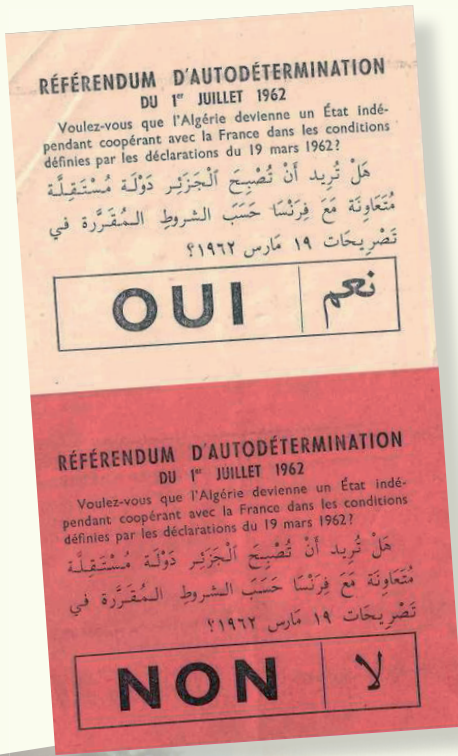 RÉFÉRENDUM D'AUTODÉTERMINATION
DU 1er JUILLET 1962
Voulez-vous que l'Algérie devienne un État indé-
pendant coopérant avec la France dans les conditions
définies par les déclarations du 19 mars 1962?
هَلْ تُرِيد أَنْ تُصْبِحَ ٱلْجَزَئِر دَوْلَة مُسْتَقِلَّة
مُتَعَاوِنَة مَعَ فِرَنْسَا حَسَبَ الشروطِ المُقَرَّرة في
تَصْرِيحَات ١٩ مَارس ١٩٦٢؟
OUI نعم
RÉFÉRENDUM D'AUTODÉTERMINATION
DU 1er JUILLET 1962
Voulez-vous que l'Algérie devienne un État indé-
pendant coopérant avec la France dans les conditions
définies par les déclarations du 19 mars 1962?
هَلْ تُرِيد أَنْ تُصْبِحَ ٱلْجَزَئِر دَوْلَة مُسْتَقِلَّة
مُتَعَاوِنَة مَعَ فِرَنْسَا حَسَبَ الشروطِ المُقَرَّرة في
تَصْرِيحَات ١٩ مَارس ١٩٦٢؟
NON لا